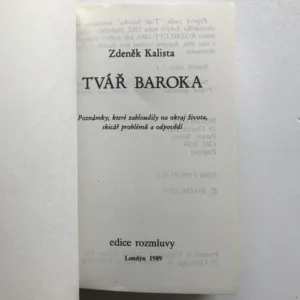 Zdeněk Kalista
TVÁŘ BAROKA
Poznámky, které zabloudily na okraj života,
skicář problémů a odpovědí
edice rozmluvy
Londýn 1989